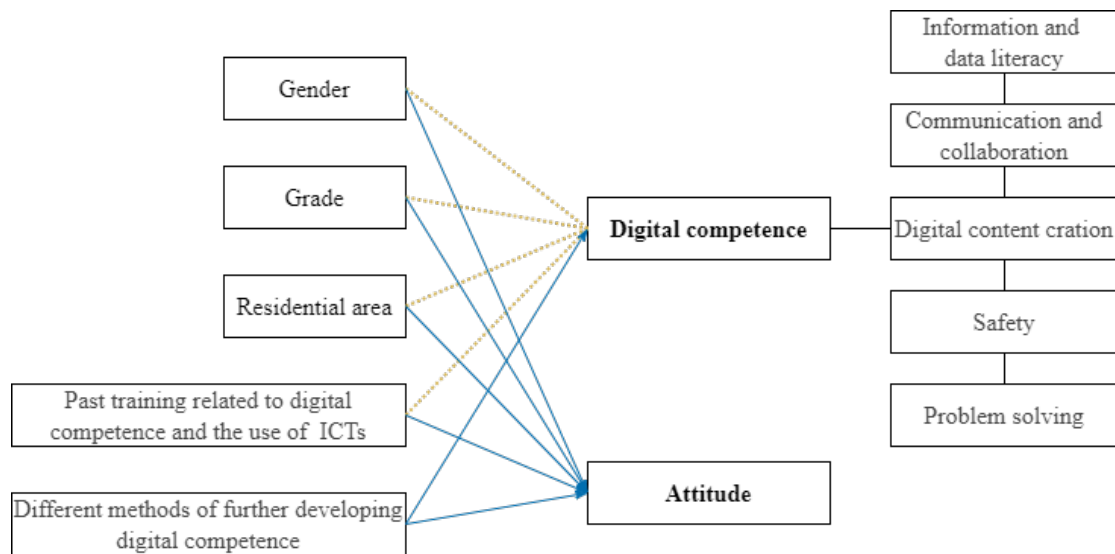 Gender
Grade
Residential area
Past training related to digital
competence and the use of ICTs
Different methods of further developing
digital competence
Digital competence
Attitude
Information and
data literacy
Communication and
collaboration
Digital content cration
Safety
Problem solving